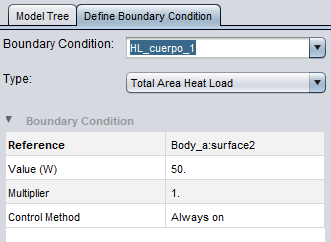 Model Tree
Define Boundary Condition
Boundary Condition: HL_cuerpo_1
Type: Total Area Heat Load
Boundary Condition
Reference Body_a:surface2
Value (W) 50.
Multiplier 1.
Control Method Always on